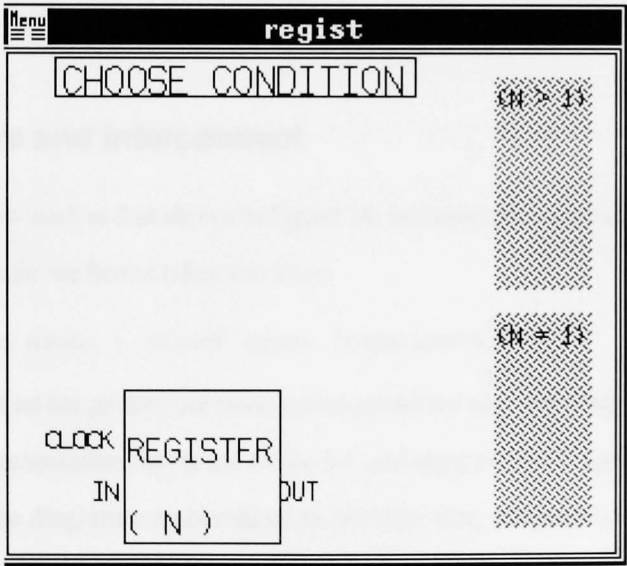 Menu
regist
CHOOSE CONDITION
(N > 1)
(N = 1)
CLOCK
REGISTER
IN
OUT
( N )